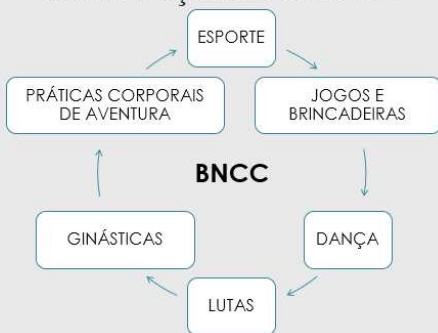 ESPORTE
JOGOS E
BRINCADEIRAS
DANÇA
LUTAS
GINÁSTICAS
PRÁTICAS CORPORAIS
DE AVENTURA
BNCC